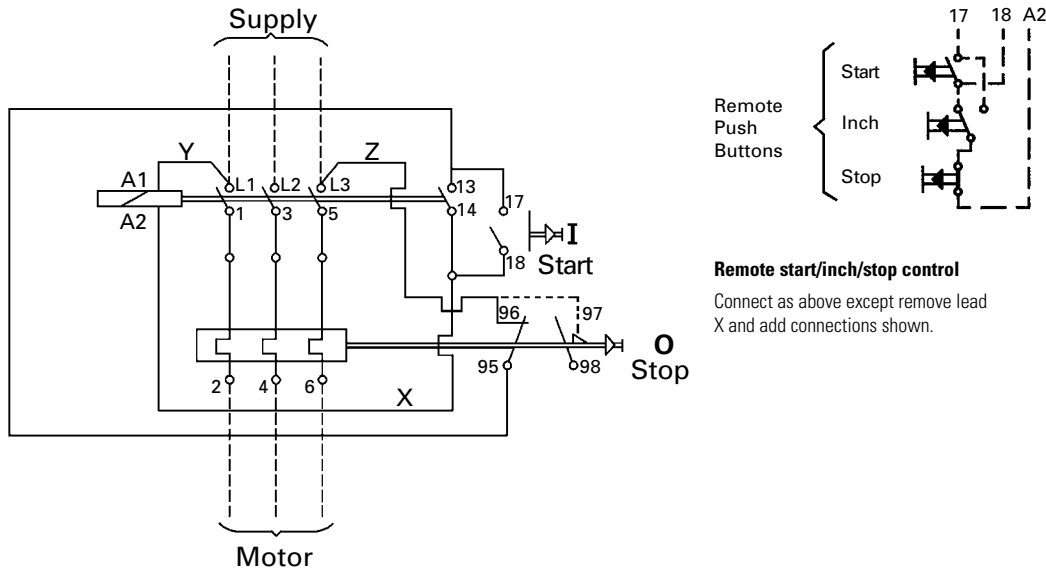 Supply
Y
Z
A1
A2
L1
L2
L3
1
3
5
13
14
17
18
I
Start
96
97
95
98
O
Stop
2
4
6
X
Motor
17 18 A2
Remote
Push
Buttons
Start
Inch
Stop
Remote start/inch/stop control
Connect as above except remove lead
X and add connections shown.